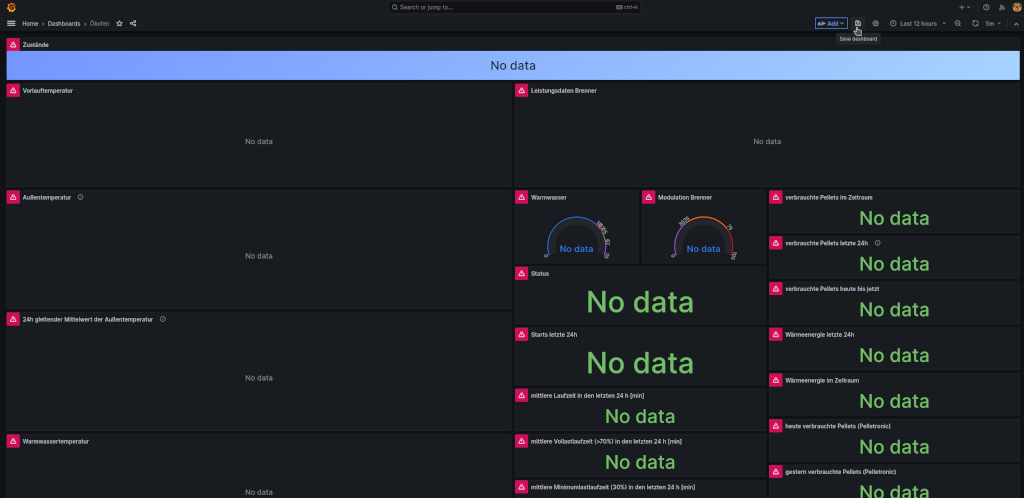 Search or jump to...
ctrl+k
Home › Dashboards › Ökofen
Add
Last 12 hours
5m
Save dashboard
Zustände
No data
Vorlauftemperatur
No data
Leistungsdaten Brenner
No data
Außentemperatur
No data
Warmwasser
No data
Modulation Brenner
No data
verbrauchte Pellets im Zeitraum
No data
verbrauchte Pellets letzte 24h
No data
verbrauchte Pellets heute bis jetzt
No data
Status
No data
24h gleitender Mittelwert der Außentemperatur
No data
Starts letzte 24h
No data
Wärmeenergie letzte 24h
No data
Wärmeenergie im Zeitraum
No data
mittlere Laufzeit in den letzten 24 h [min]
No data
heute verbrauchte Pellets (Pelletronic)
No data
Warmwassertemperatur
No data
mittlere Vollastlaufzeit (>70%) in den letzten 24 h [min]
No data
gestern verbrauchte Pellets (Pelletronic)
No data
mittlere Minimumlastlaufzeit (30%) in den letzten 24 h [min]